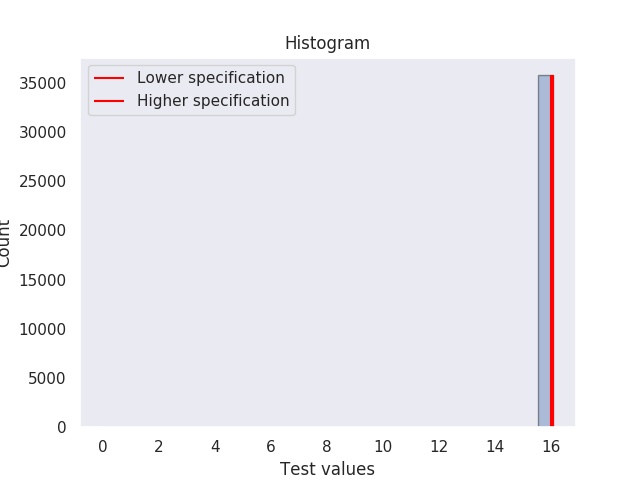 Histogram
Lower specification
Higher specification
35000
30000
25000
20000
15000
10000
5000
0
Count
0 2 4 6 8 10 12 14 16
Test values